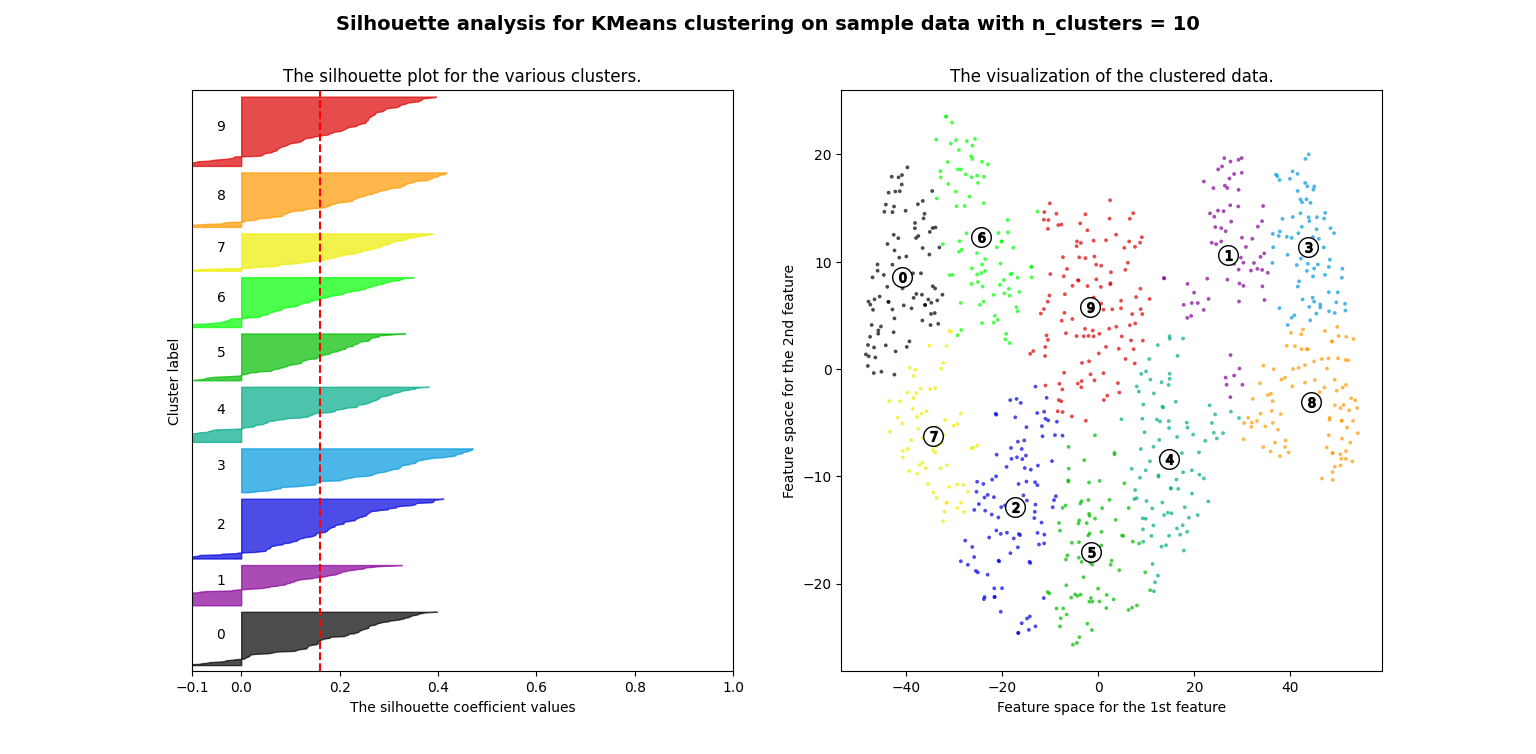 Silhouette analysis for KMeans clustering on sample data with n_clusters = 10
The silhouette plot for the various clusters.
Cluster label
9
8
7
6
5
4
3
2
1
0
−0.1 0.0 0.2 0.4 0.6 0.8 1.0
The silhouette coefficient values
The visualization of the clustered data.
Feature space for the 2nd feature
20
10
0
−10
−20
6
0
1
3
9
8
7
4
2
5
−40 −20 0 20 40
Feature space for the 1st feature